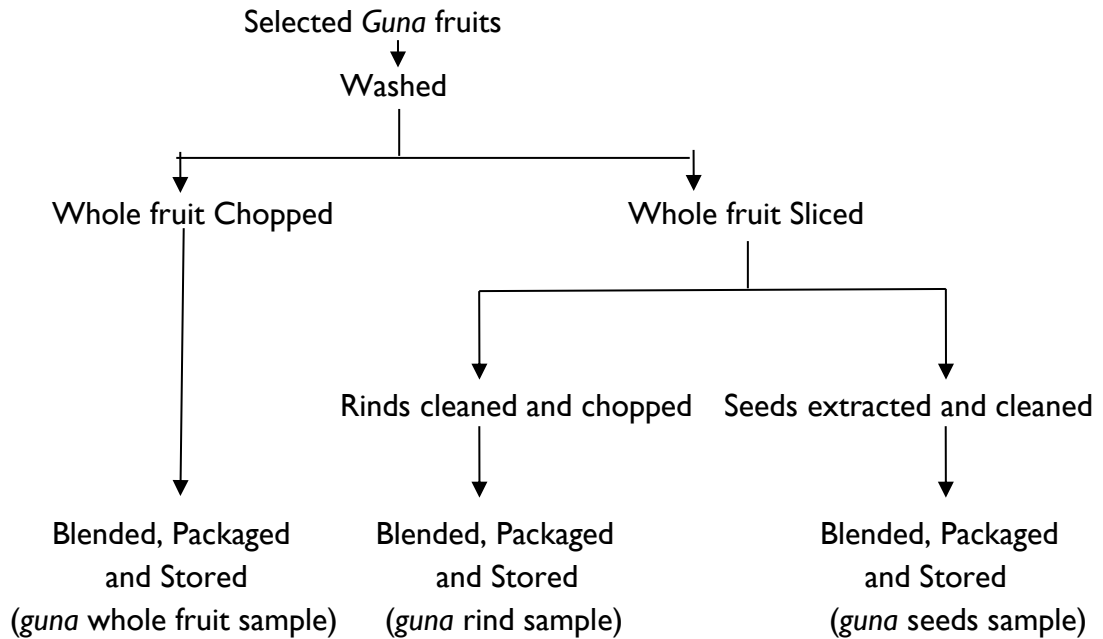 Selected Guna fruits
Washed
Whole fruit Chopped
Whole fruit Sliced
Rinds cleaned and chopped
Seeds extracted and cleaned
Blended, Packaged
and Stored
(guna whole fruit sample)
Blended, Packaged
and Stored
(guna rind sample)
Blended, Packaged
and Stored
(guna seeds sample)